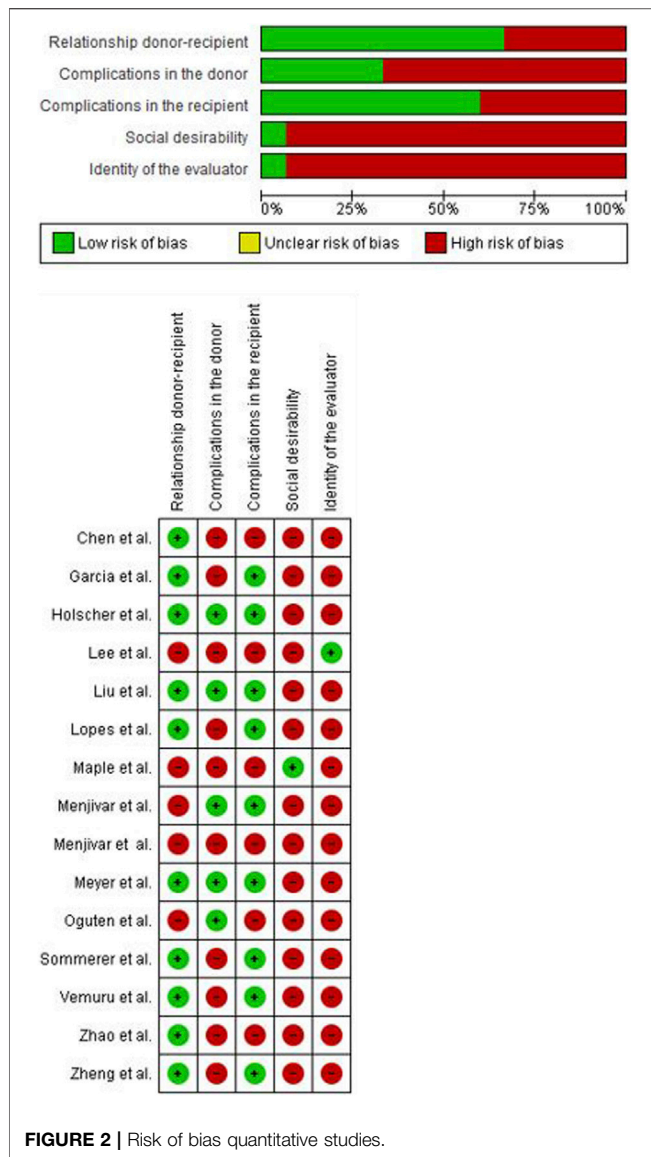 Relationship donor-recipient
Complications in the donor
Complications in the recipient
Social desirability
Identity of the evaluator
0% 25% 50% 75% 100%
Low risk of bias Unclear risk of bias High risk of bias
Relationship donor-recipient
Complications in the donor
Complications in the recipient
Social desirability
Identity of the evaluator
Chen et al. + - - - -
Garcia et al. + - + - -
Holscher et al. + + + - -
Lee et al. - - - - +
Liu et al. + + + - -
Lopes et al. + - + - -
Maple et al. - - - + -
Menjivar et al. - + + - -
Menjivar et al. - - - - -
Meyer et al. + + + - -
Oguten et al. - + - - -
Sommerer et al. + - + - -
Vemuru et al. + - + - -
Zhao et al. + - - - -
Zheng et al. + - + - -
FIGURE 2 | Risk of bias quantitative studies.